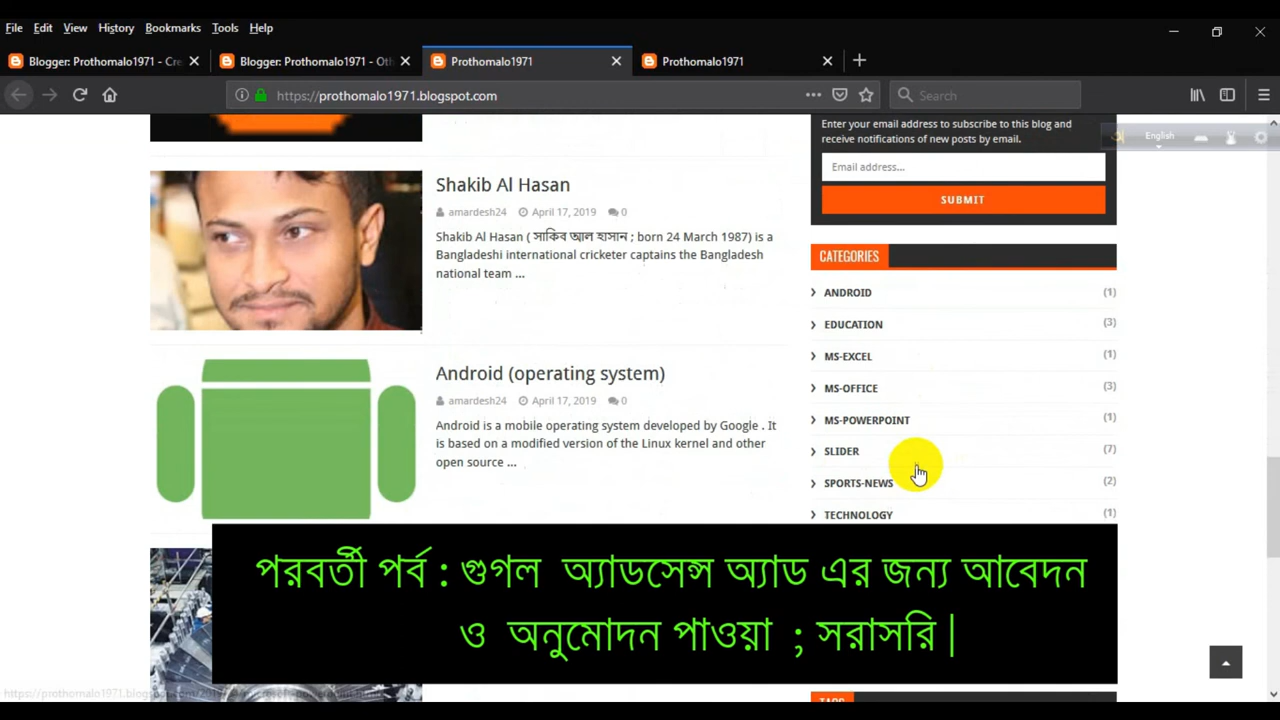 File Edit View History Bookmarks Tools Help
Blogger: Prothomalo1971 - Cre
Blogger: Prothomalo1971 - Oth
Prothomalo1971
Prothomalo1971
https://prothomalo1971.blogspot.com
Search
English
Shakib Al Hasan
amardesh24 April 17, 2019 0
Shakib Al Hasan ( সাকিব আল হাসান ; born 24 March 1987) is a
Bangladeshi international cricketer captains the Bangladesh
national team ...
Android (operating system)
amardesh24 April 17, 2019 0
Android is a mobile operating system developed by Google . It
is based on a modified version of the Linux kernel and other
open source ...
Enter your email address to subscribe to this blog and
receive notifications of new posts by email.
Email address...
SUBMIT
CATEGORIES
ANDROID (1)
EDUCATION (3)
MS-EXCEL (1)
MS-OFFICE (3)
MS-POWERPOINT (1)
SLIDER (7)
SPORTS-NEWS (2)
TECHNOLOGY (1)
পরবর্তী পর্ব : গুগল অ্যাডসেন্স অ্যাড এর জন্য আবেদন
ও অনুমোদন পাওয়া ; সরাসরি |
TAGS